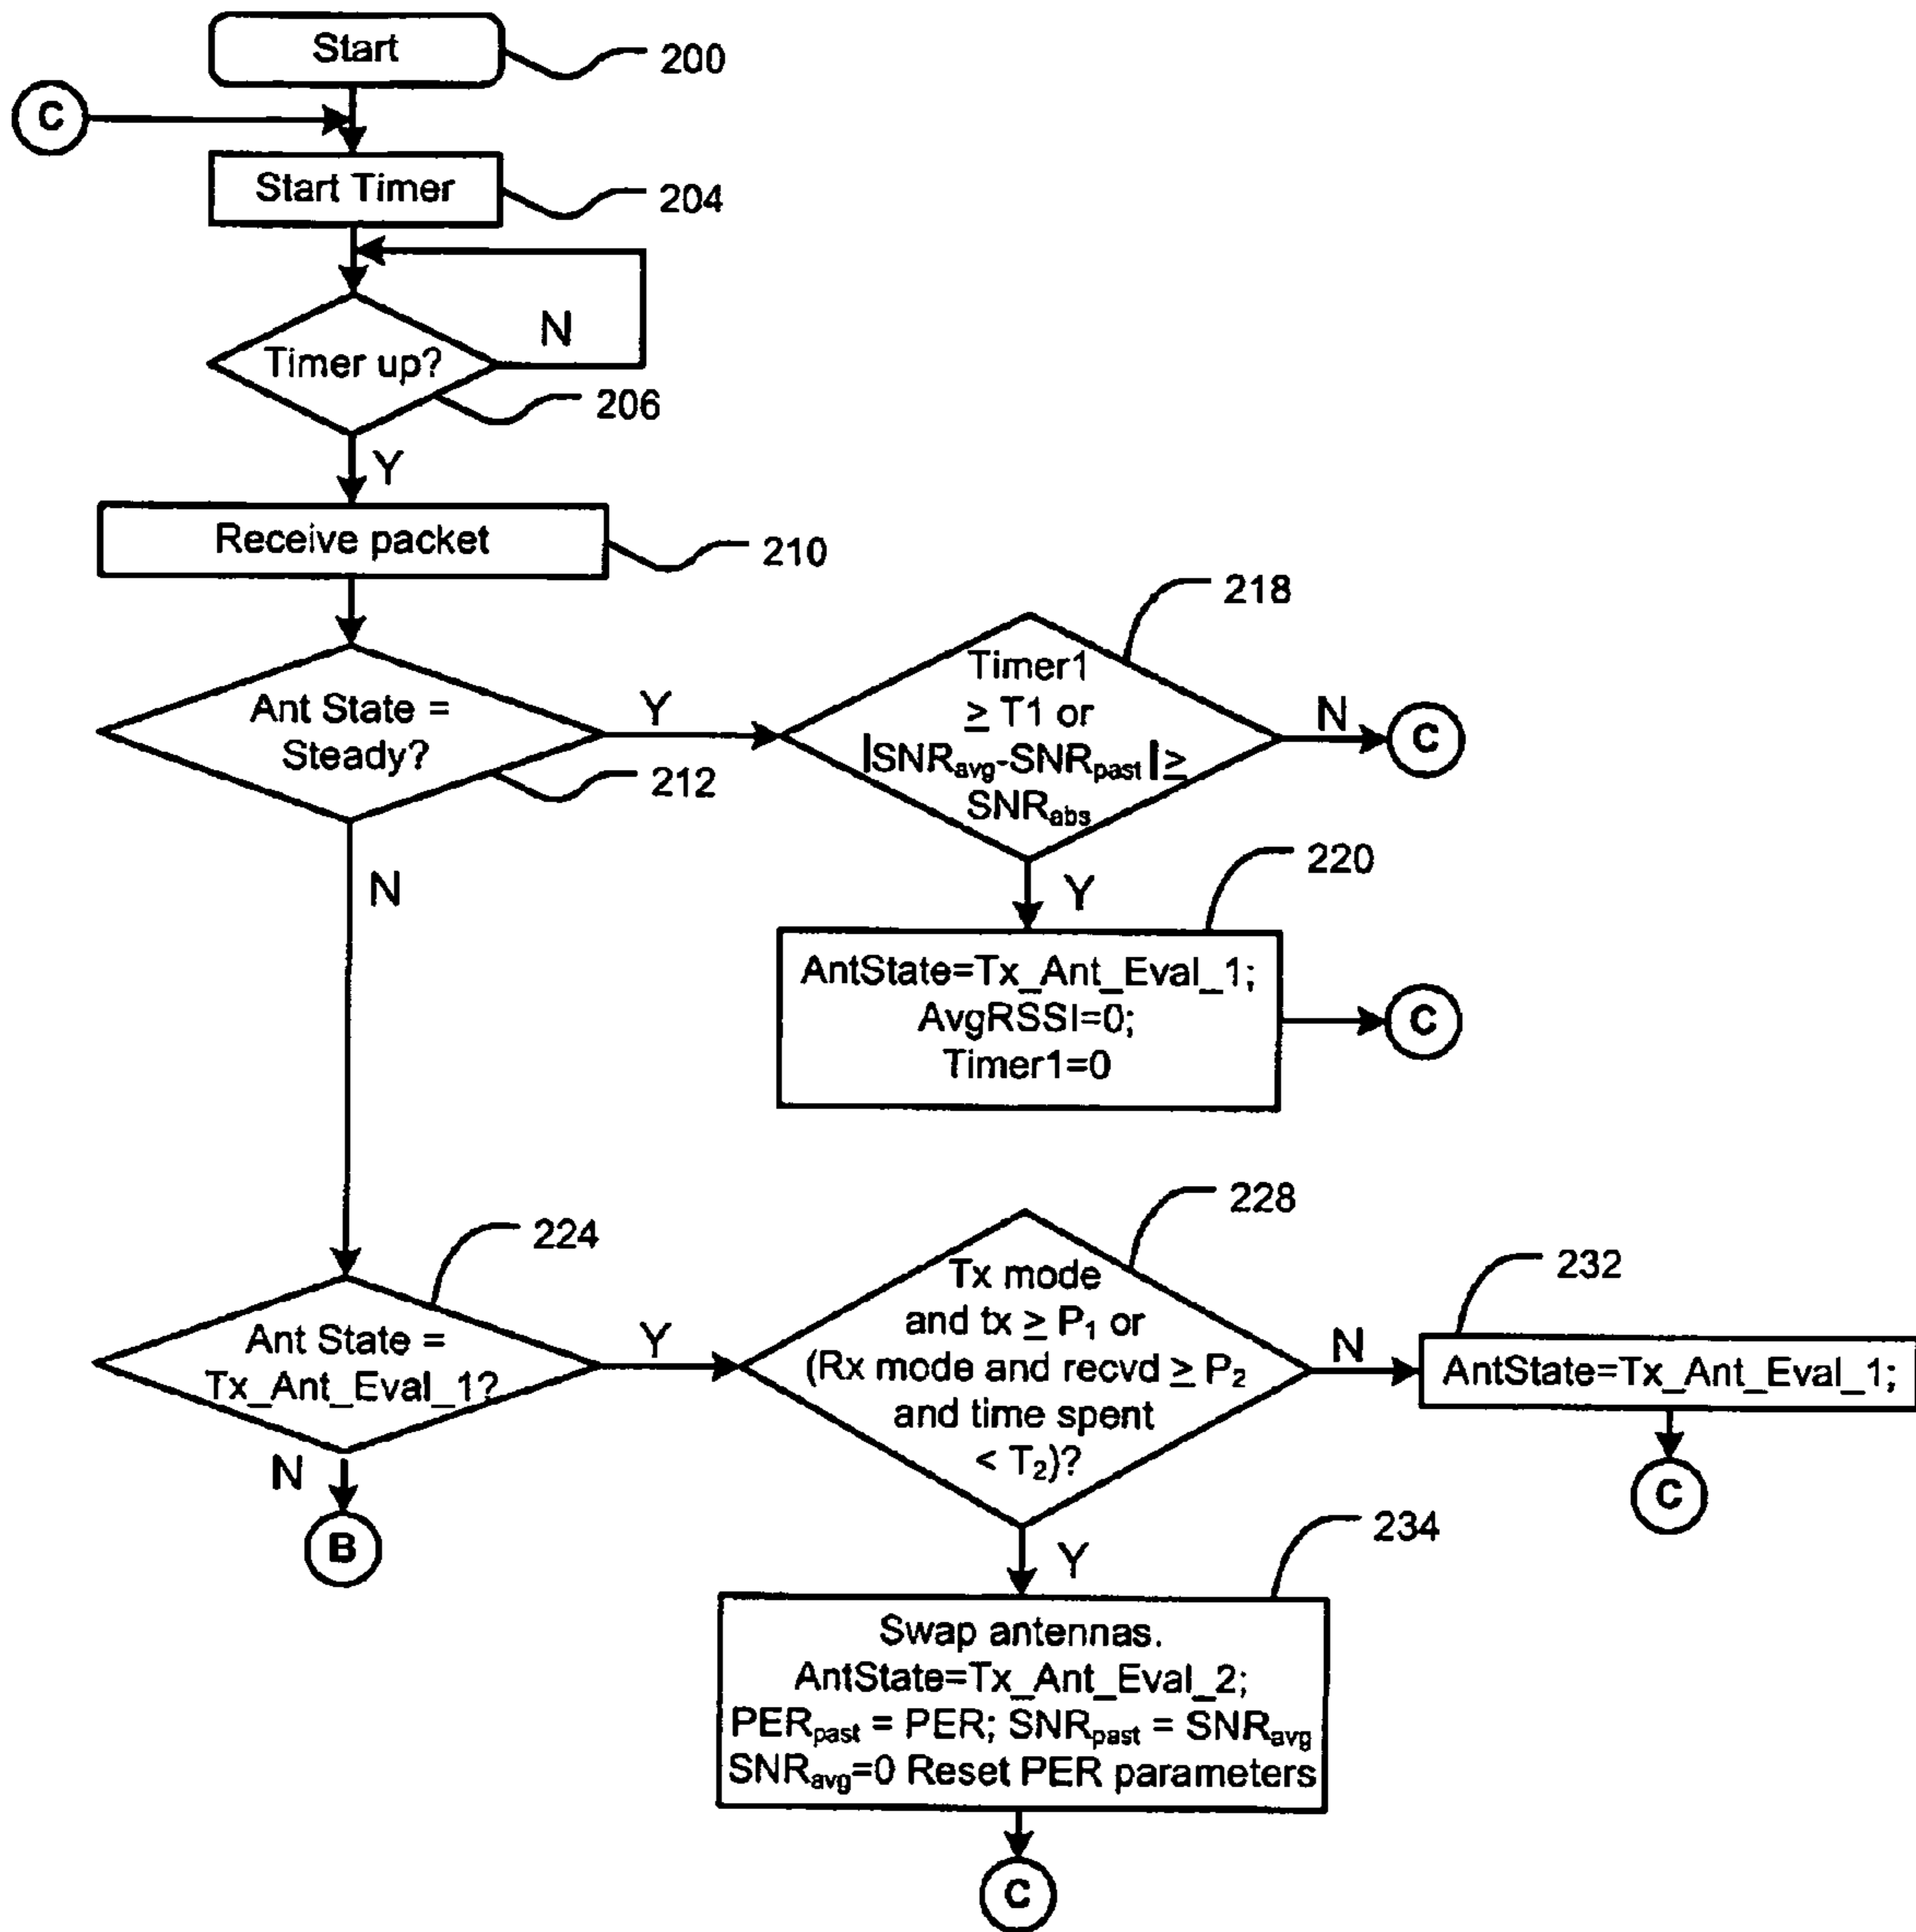 Start
200
C
Start Timer
204
N
Timer up?
206
Y
Receive packet
210
218
Timer1
≥ T1 or
|SNRavg-SNRpast|≥
SNRabs
N
C
Ant State =
Steady?
Y
212
N
Y
220
AntState=Tx_Ant_Eval_1;
AvgRSSI=0;
Timer1=0
C
224
Ant State =
Tx_Ant_Eval_1?
Y
N
B
228
Tx mode
and tx ≥ P1 or
(Rx mode and recvd ≥ P2
and time spent
< T2)?
N
232
AntState=Tx_Ant_Eval_1;
C
Y
234
Swap antennas.
AntState=Tx_Ant_Eval_2;
PERpast = PER; SNRpast = SNRavg
SNRavg=0 Reset PER parameters
C